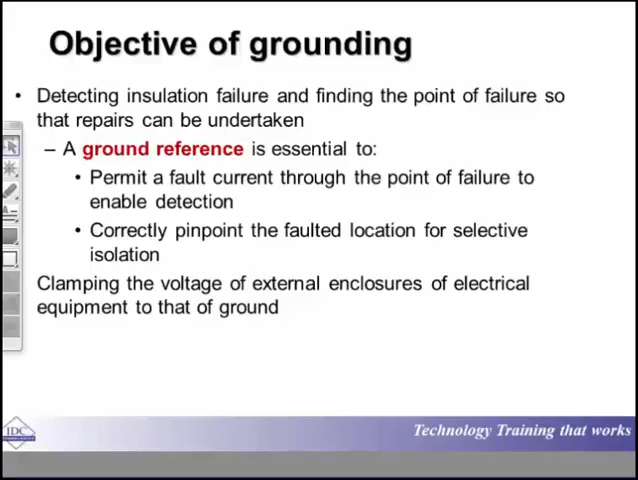 Objective of grounding
• Detecting insulation failure and finding the point of failure so
that repairs can be undertaken
– A ground reference is essential to:
• Permit a fault current through the point of failure to
enable detection
• Correctly pinpoint the faulted location for selective
isolation
Clamping the voltage of external enclosures of electrical
equipment to that of ground
IDC
Technology Training that works